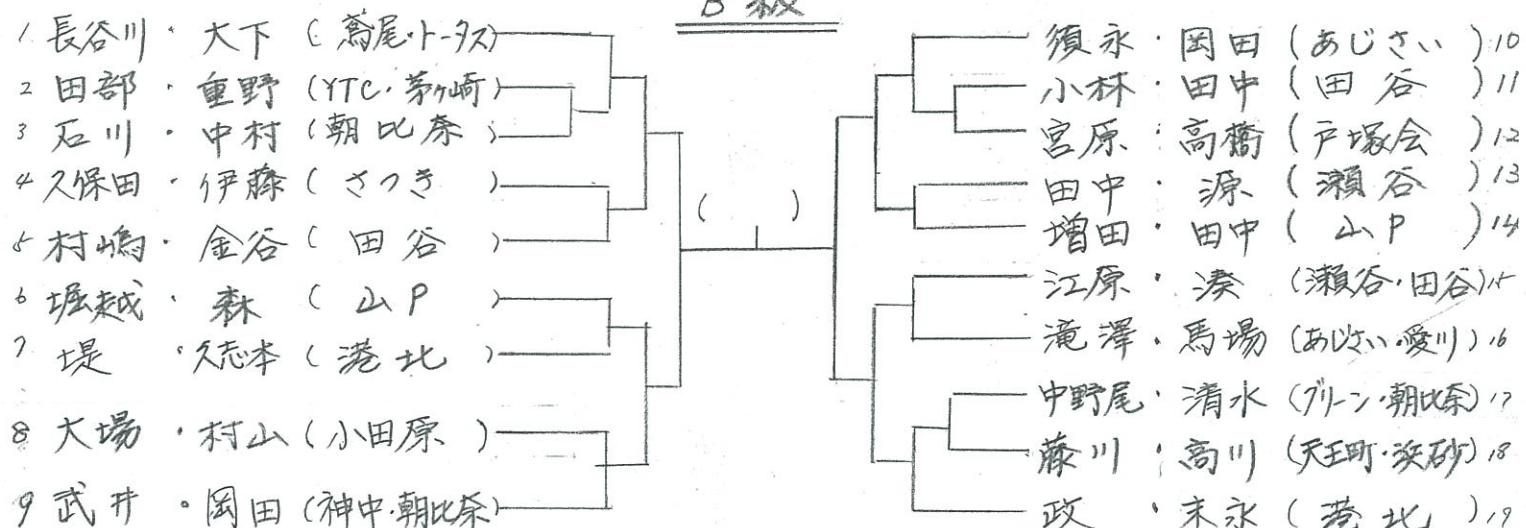 B 級
1 長谷川・大下 (鳶尾・トータス)
2 田部・重野 (YTC・茅ヶ崎)
3 石川・中村 (朝比奈)
4 久保田・伊藤 (さつき)
5 村嶋・金谷 (田谷)
6 堀越・森 (山P)
7 堤・久志本 (港北)
8 大場・村山 (小田原)
9 武井・岡田 (神中・朝比奈)
( )
須永・岡田 (あじさい) 10
小林・田中 (田谷) 11
宮原・高橋 (戸塚会) 12
田中・源 (瀬谷) 13
増田・田中 (山P) 14
江原・湊 (瀬谷・田谷) 15
滝澤・馬場 (あじさい・愛川) 16
中野尾・清水 (グリーン・朝比奈) 17
藤川・高川 (天王町・浜砂) 18
政・末永 (港北) 19